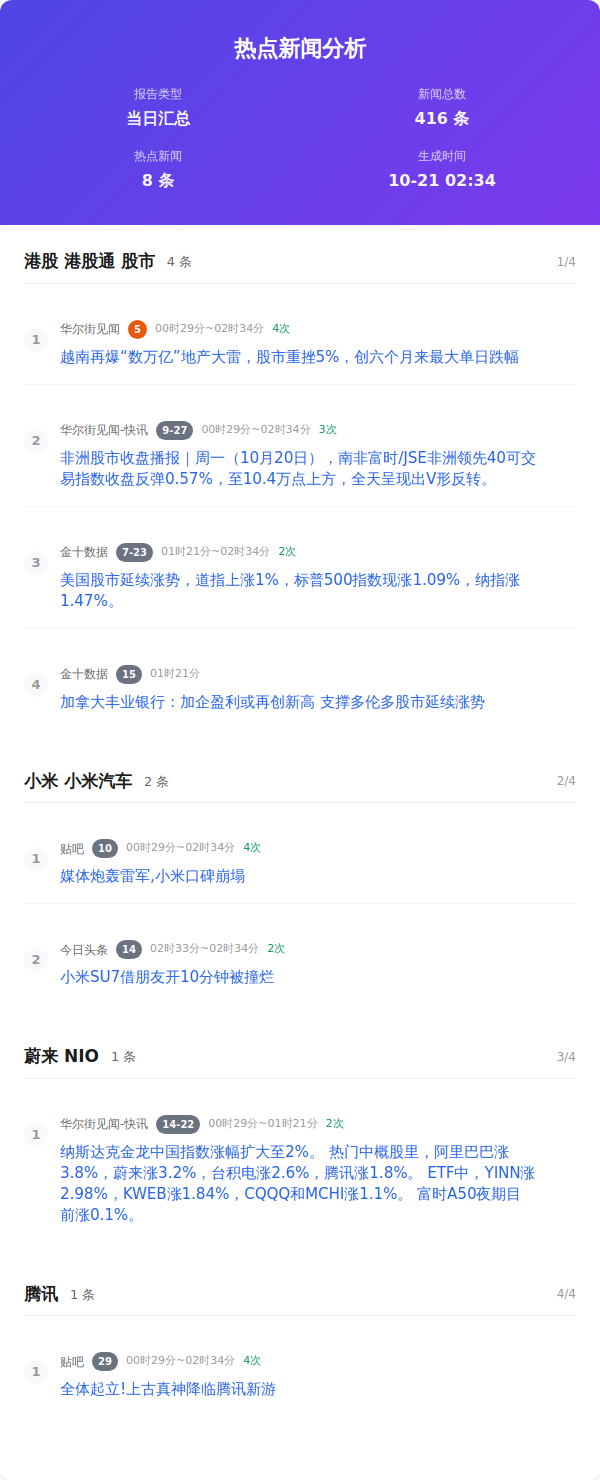 热点新闻分析
报告类型
新闻总数
当日汇总
416 条
热点新闻
生成时间
8 条
10-21 02:34
港股 港股通 股市 4 条 1/4
1
华尔街见闻 5 00时29分~02时34分 4次
越南再爆“数万亿”地产大雷，股市重挫5%，创六个月来最大单日跌幅
2
华尔街见闻-快讯 9-27 00时29分~02时34分 3次
非洲股市收盘播报｜周一（10月20日），南非富时/JSE非洲领先40可交
易指数收盘反弹0.57%，至10.4万点上方，全天呈现出V形反转。
3
金十数据 7-23 01时21分~02时34分 2次
美国股市延续涨势，道指上涨1%，标普500指数现涨1.09%，纳指涨
1.47%。
4
金十数据 15 01时21分
加拿大丰业银行：加企盈利或再创新高 支撑多伦多股市延续涨势
小米 小米汽车 2 条 2/4
1
贴吧 10 00时29分~02时34分 4次
媒体炮轰雷军,小米口碑崩塌
2
今日头条 14 02时33分~02时34分 2次
小米SU7借朋友开10分钟被撞烂
蔚来 NIO 1 条 3/4
1
华尔街见闻-快讯 14-22 00时29分~01时21分 2次
纳斯达克金龙中国指数涨幅扩大至2%。 热门中概股里，阿里巴巴涨
3.8%，蔚来涨3.2%，台积电涨2.6%，腾讯涨1.8%。 ETF中，YINN涨
2.98%，KWEB涨1.84%，CQQQ和MCHI涨1.1%。 富时A50夜期目
前涨0.1%。
腾讯 1 条 4/4
1
贴吧 29 00时29分~02时34分 4次
全体起立!上古真神降临腾讯新游